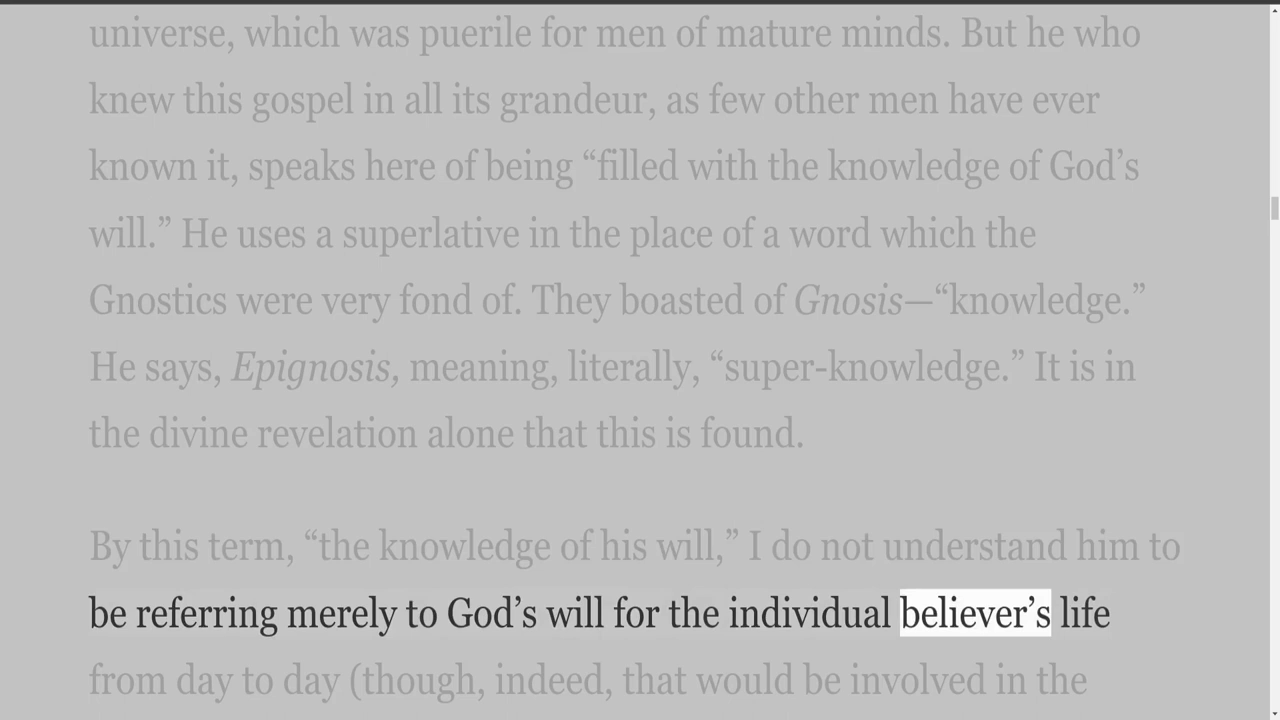 universe, which was puerile for men of mature minds. But he who
knew this gospel in all its grandeur, as few other men have ever
known it, speaks here of being “filled with the knowledge of God’s
will.” He uses a superlative in the place of a word which the
Gnostics were very fond of. They boasted of Gnosis—“knowledge.”
He says, Epignosis, meaning, literally, “super-knowledge.” It is in
the divine revelation alone that this is found.
By this term, “the knowledge of his will,” I do not understand him to
be referring merely to God’s will for the individual believer’s life
from day to day (though, indeed, that would be involved in the